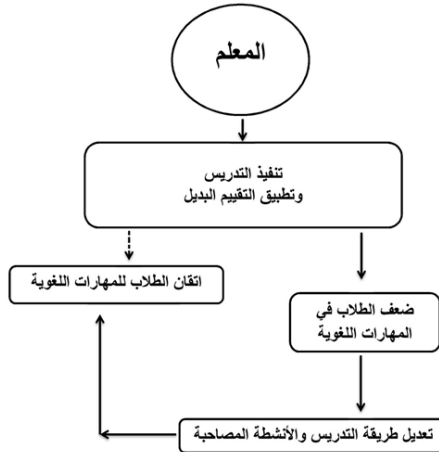 المعلم
تنفيذ التدريس
وتطبيق التقييم البديل
اتقان الطلاب للمهارات اللغوية
ضعف الطلاب في
المهارات اللغوية
تعديل طريقة التدريس والأنشطة المصاحبة